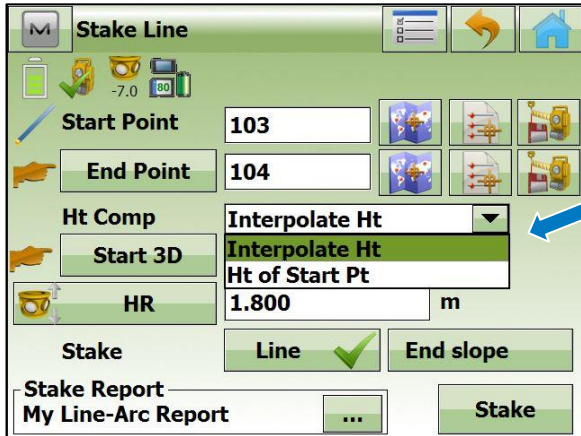 Stake Line
-7.0 80
Start Point 103
End Point 104
Ht Comp Interpolate Ht
Interpolate Ht
Start 3D Ht of Start Pt
HR 1.800 m
Stake Line End slope
Stake Report
My Line-Arc Report ... Stake